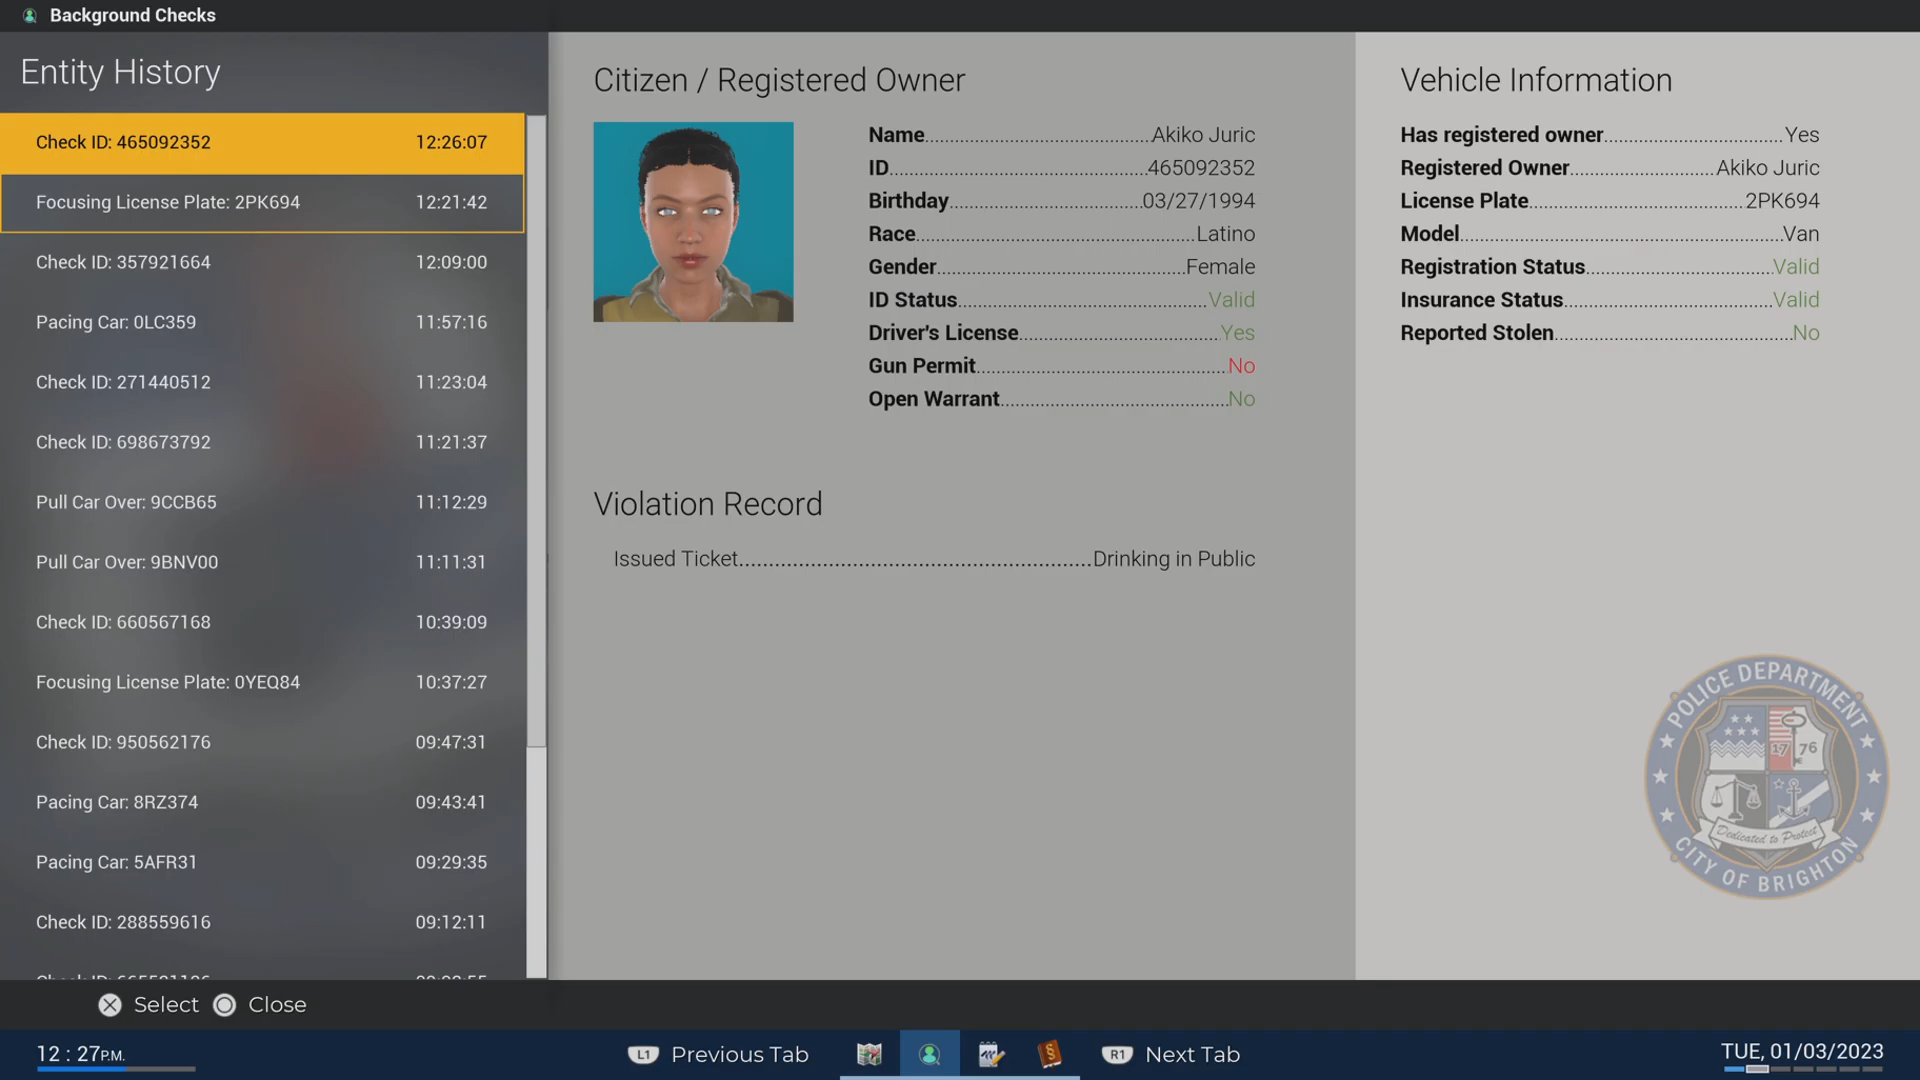 Background Checks
Entity History
Check ID: 465092352 12:26:07
Focusing License Plate: 2PK694 12:21:42
Check ID: 357921664 12:09:00
Pacing Car: 0LC359 11:57:16
Check ID: 271440512 11:23:04
Check ID: 698673792 11:21:37
Pull Car Over: 9CCB65 11:12:29
Pull Car Over: 9BNV00 11:11:31
Check ID: 660567168 10:39:09
Focusing License Plate: 0YEQ84 10:37:27
Check ID: 950562176 09:47:31
Pacing Car: 8RZ374 09:43:41
Pacing Car: 5AFR31 09:29:35
Check ID: 288559616 09:12:11
Citizen / Registered Owner
Name Akiko Juric
ID 465092352
Birthday 03/27/1994
Race Latino
Gender Female
ID Status Valid
Driver's License Yes
Gun Permit No
Open Warrant No
Violation Record
Issued Ticket Drinking in Public
Vehicle Information
Has registered owner Yes
Registered Owner Akiko Juric
License Plate 2PK694
Model Van
Registration Status Valid
Insurance Status Valid
Reported Stolen No
POLICE DEPARTMENT
17 76
Dedicated to Protect
CITY OF BRIGHTON
Select Close
12 : 27 P.M.
L1 Previous Tab
R1 Next Tab
TUE, 01/03/2023